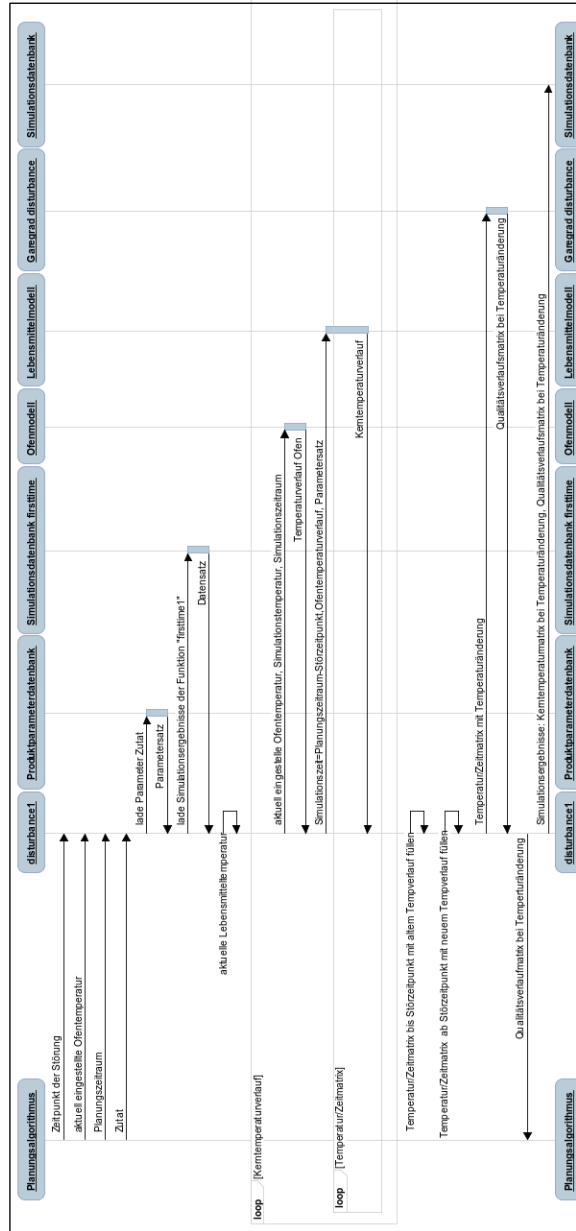 Planungsalgorithmus
disturbance1
Produktparameterdatenbank
Simulationsdatenbank firsttime
Ofenmodell
Lebensmittelmodell
Garegrad disturbance
Simulationsdatenbank
Zeitpunkt der Störung
aktuell eingestellte Ofentemperatur
Planungszeitraum
Zutat
lade Parameter Zutat
Parametersatz
lade Simulationsergebnisse der Funktion "firsttime1"
Datensatz
aktuelle Lebensmitteltemperatur
loop [Kerntemperaturverlauf]
aktuell eingestelle Ofentemperatur, Simulationstemperatur, Simulationszeitraum
Temperaturverlauf Ofen
Simulationszeit=Planungszeitraum-Störzeitpunkt,Ofentemperaturverlauf, Parametersatz
loop [Temperatur/Zeitmatrix]
Kerntemperaturverlauf
Temperatur/Zeitmatrix bis Störzeitpunkt mit altem Tempverlauf füllen
Temperatur/Zeitmatrix ab Störzeitpunkt mit neuem Tempverlauf füllen
Temperatur/Zeitmatrix mit Temperaturänderung
Qualitätsverlaufsmatrix bei Temperaturänderung
Qualitätsverlaufmatrix bei Temperturänderung
Simulationsergebnisse: Kerntemperaturmatrix bei Temperaturänderung, Qualitätsverlaufsmatrix bei Temperaturänderung
Planungsalgorithmus
disturbance1
Produktparameterdatenbank
Simulationsdatenbank firsttime
Ofenmodell
Lebensmittelmodell
Garegrad disturbance
Simulationsdatenbank